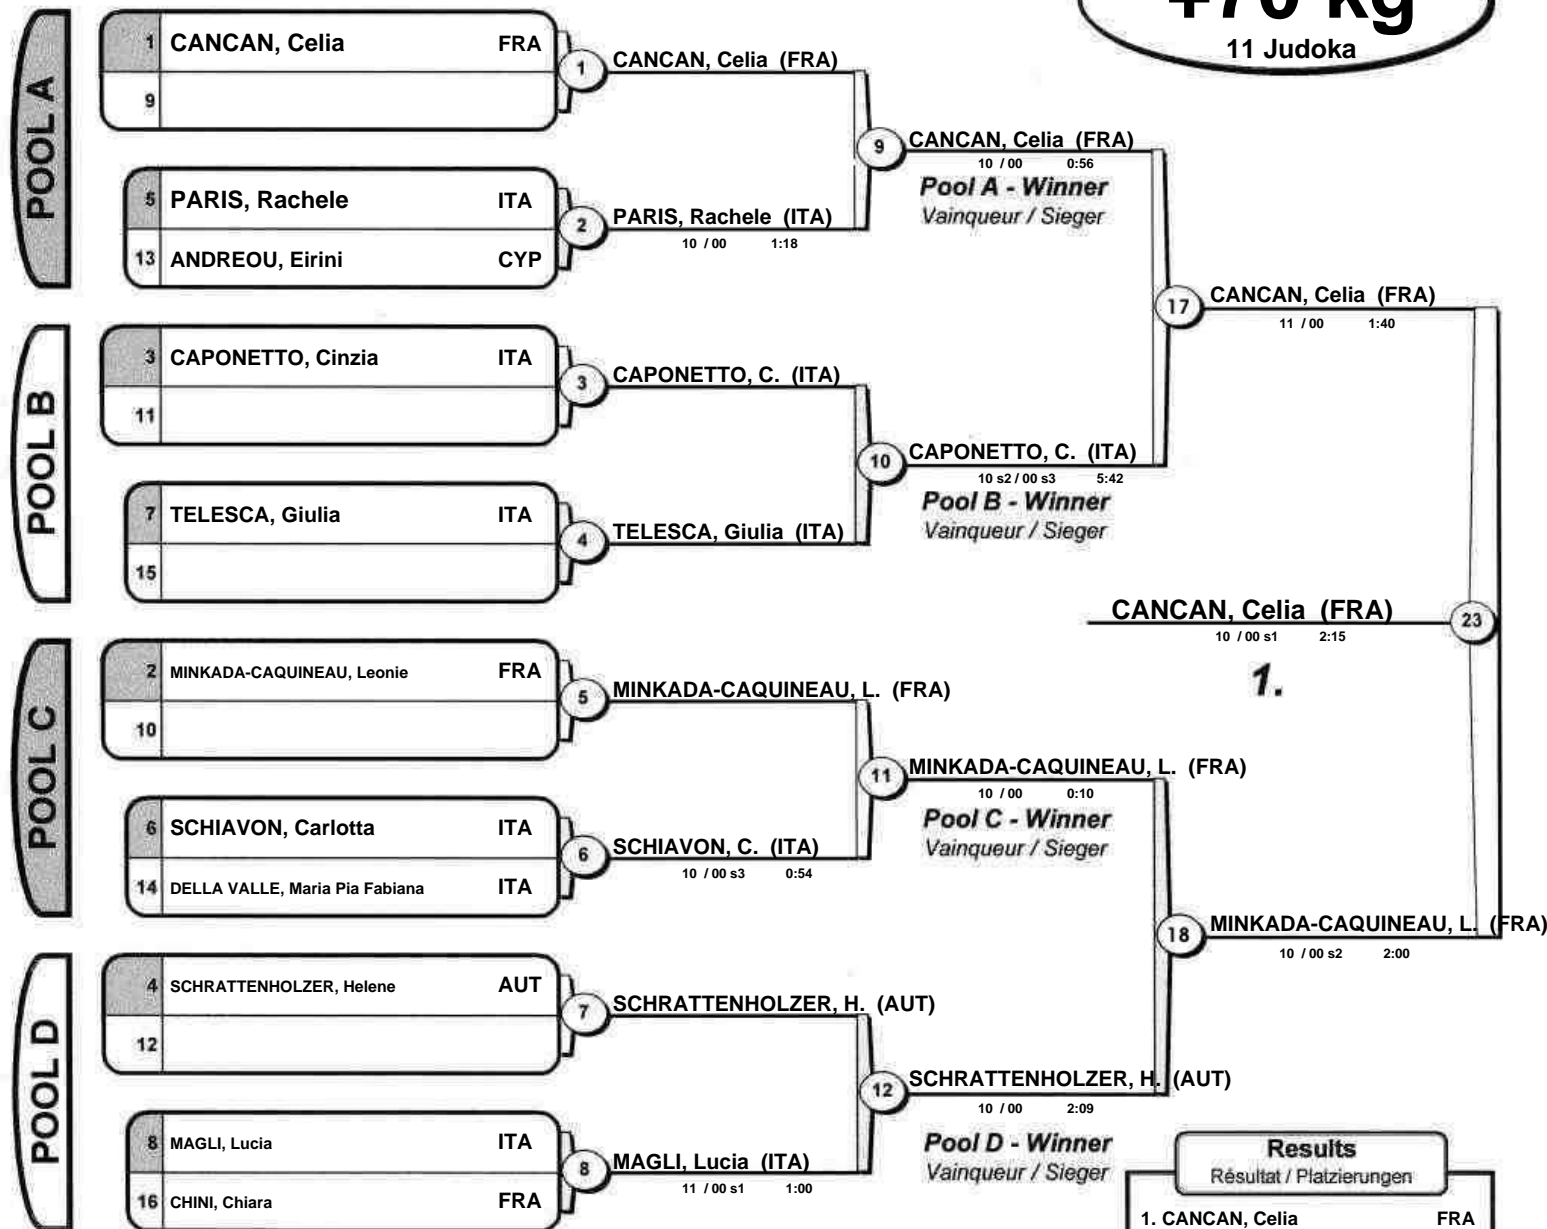 +70 kg
11 Judoka
POOL A
1 CANCAN, Celia FRA
9
5 PARIS, Rachele ITA
13 ANDREOU, Eirini CYP
1 CANCAN, Celia (FRA)
2 PARIS, Rachele (ITA)
10 / 00 1:18
9 CANCAN, Celia (FRA)
10 / 00 0:56
Pool A - Winner
Vainqueur / Sieger
POOL B
3 CAPONETTO, Cinzia ITA
11
7 TELESCA, Giulia ITA
15
3 CAPONETTO, C. (ITA)
4 TELESCA, Giulia (ITA)
10 CAPONETTO, C. (ITA)
10 s2 / 00 s3 5:42
Pool B - Winner
Vainqueur / Sieger
17 CANCAN, Celia (FRA)
11 / 00 1:40
CANCAN, Celia (FRA) 23
10 / 00 s1 2:15
1.
POOL C
2 MINKADA-CAQUINEAU, Leonie FRA
10
6 SCHIAVON, Carlotta ITA
14 DELLA VALLE, Maria Pia Fabiana ITA
5 MINKADA-CAQUINEAU, L. (FRA)
6 SCHIAVON, C. (ITA)
10 / 00 s3 0:54
11 MINKADA-CAQUINEAU, L. (FRA)
10 / 00 0:10
Pool C - Winner
Vainqueur / Sieger
POOL D
4 SCHRATTENHOLZER, Helene AUT
12
8 MAGLI, Lucia ITA
16 CHINI, Chiara FRA
7 SCHRATTENHOLZER, H. (AUT)
8 MAGLI, Lucia (ITA)
11 / 00 s1 1:00
12 SCHRATTENHOLZER, H. (AUT)
10 / 00 2:09
Pool D - Winner
Vainqueur / Sieger
18 MINKADA-CAQUINEAU, L. (FRA)
10 / 00 s2 2:00
Results
Résultat / Platzierungen
1. CANCAN, Celia FRA